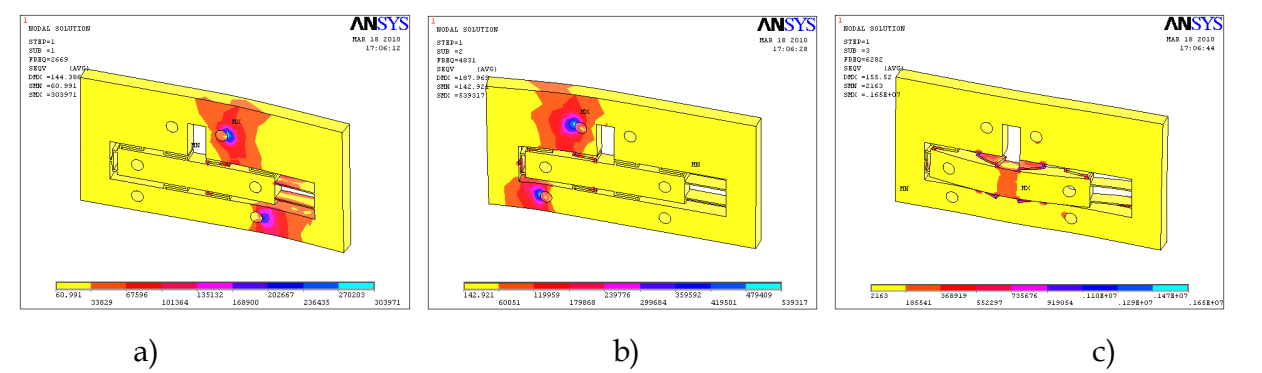 1
NODAL SOLUTION
STEP=1
SUB =1
FREQ=2669
SEQV (AVG)
DMX =144.386
SMN =60.991
SMX =303971
ANSYS
MAR 18 2010
17:06:12
MX
MN
60.991 67596 135132 202667 270203
33829 101364 168900 236435 303971
a)
1
NODAL SOLUTION
STEP=1
SUB =2
FREQ=4831
SEQV (AVG)
DMX =187.969
SMN =142.921
SMX =539317
ANSYS
MAR 18 2010
17:06:28
MX
MN
142.921 119959 239776 359592 479409
60051 179868 299684 419501 539317
b)
1
NODAL SOLUTION
STEP=1
SUB =3
FREQ=6282
SEQV (AVG)
DMX =155.52
SMN =2163
SMX =.165E+07
ANSYS
MAR 18 2010
17:06:44
MN
MX
2163 368919 735676 .110E+07 .147E+07
185541 552297 919054 .129E+07 .165E+07
c)